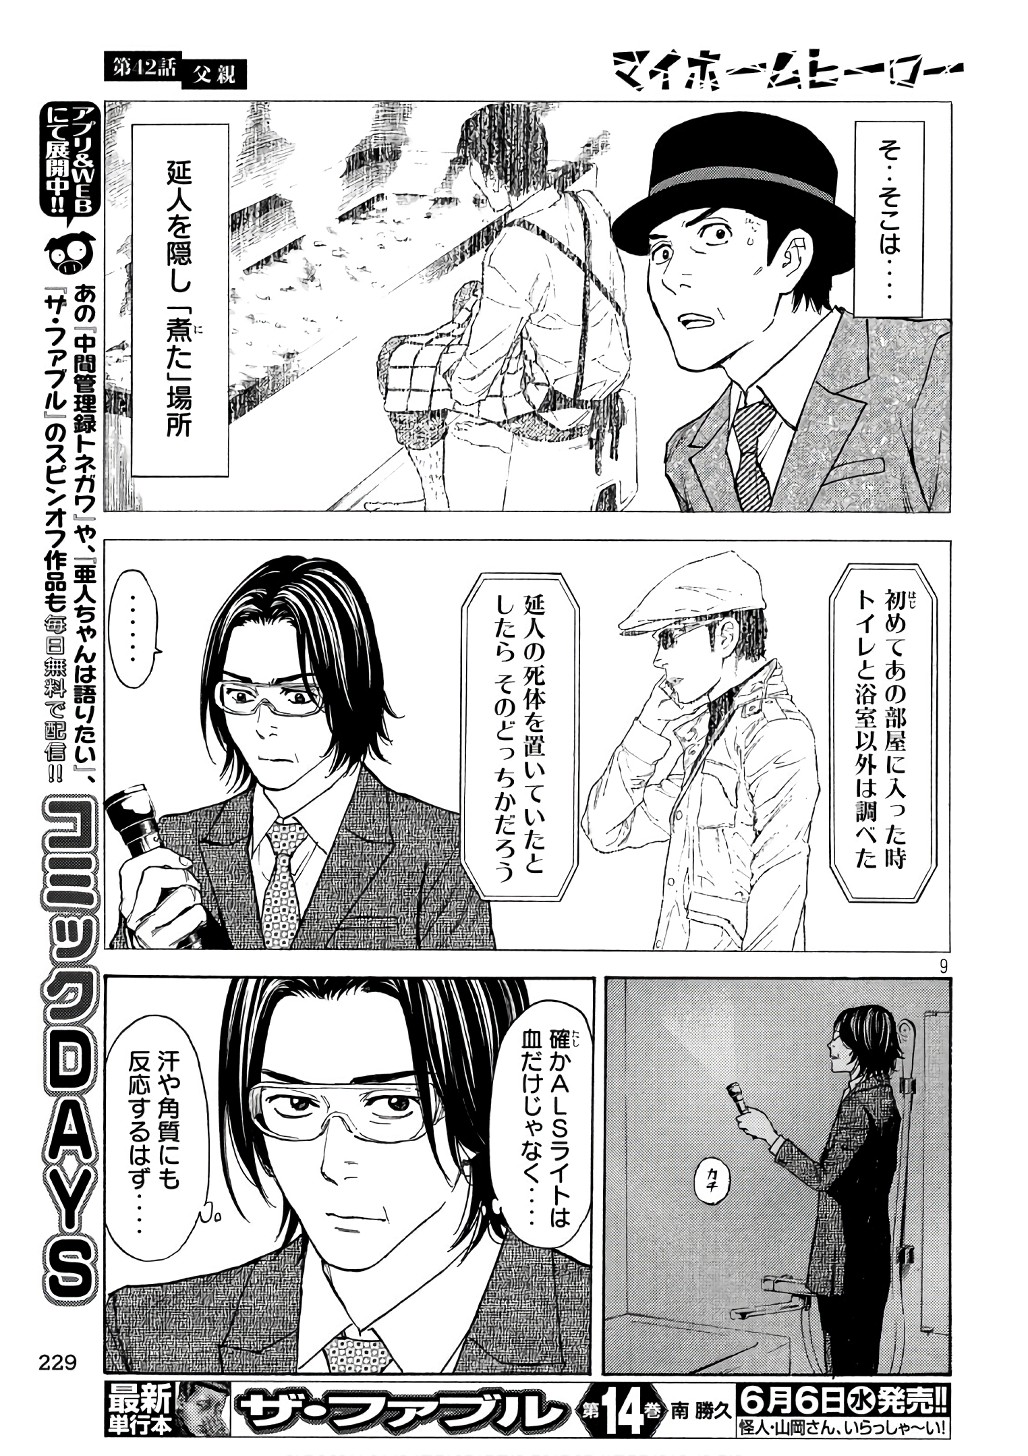 第42話
父親
マイホームヒーロー
そ・・そこは・・・・
延人を隠し「煮た」場所
に
初めてあの部屋に入った時
はじ
トイレと浴室以外は調べた
延人の死体を置いていたと
したら そのどっちかだろう
・・・・・・
9
カチ
確かALSライトは
たし
血だけじゃなく・・・・
汗や角質にも
反応するはず・・・・
アプリ&WEB
にて展開中!!
あの『中間管理録トネガワ』や、『亜人ちゃんは語りたい』、
『ザ・ファブル』のスピンオフ作品も毎日無料で配信!!
コミックDAYS
229
最新
単行本
ザ・ファブル
第14巻
南 勝久
6月6日㊌発売!!
怪人・山岡さん、いらっしゃ〜い!